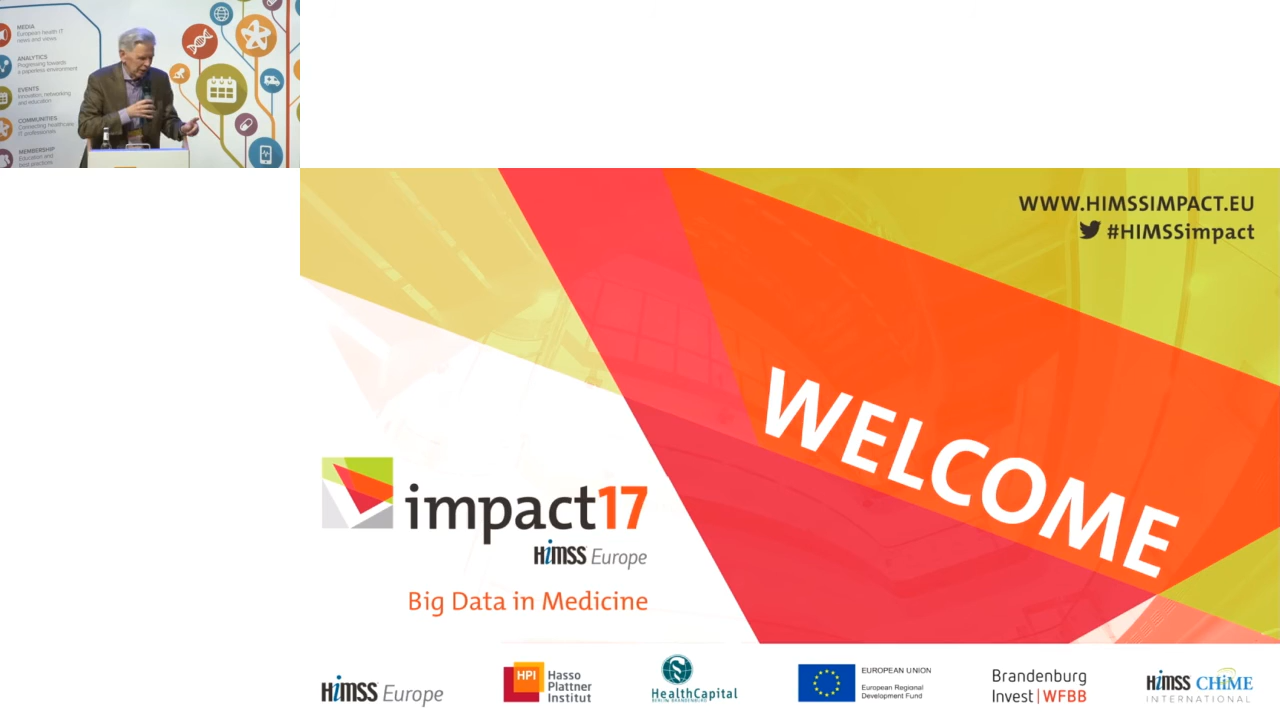 MEDIA
European health IT
news and views
ANALYTICS
Progressing towards
a paperless environment
EVENTS
Innovation, networking
and education
COMMUNITIES
Connecting healthcare
IT professionals
MEMBERSHIP
Education and
best practices
WWW.HIMSSIMPACT.EU
#HIMSSimpact
WELCOME
impact17
HiMSS Europe
Big Data in Medicine
HiMSS Europe
HPI Hasso
Plattner
Institut
HealthCapital
BERLIN BRANDENBURG
EUROPEAN UNION
European Regional
Development Fund
Brandenburg
Invest | WFBB
HiMSS CHiME
INTERNATIONAL